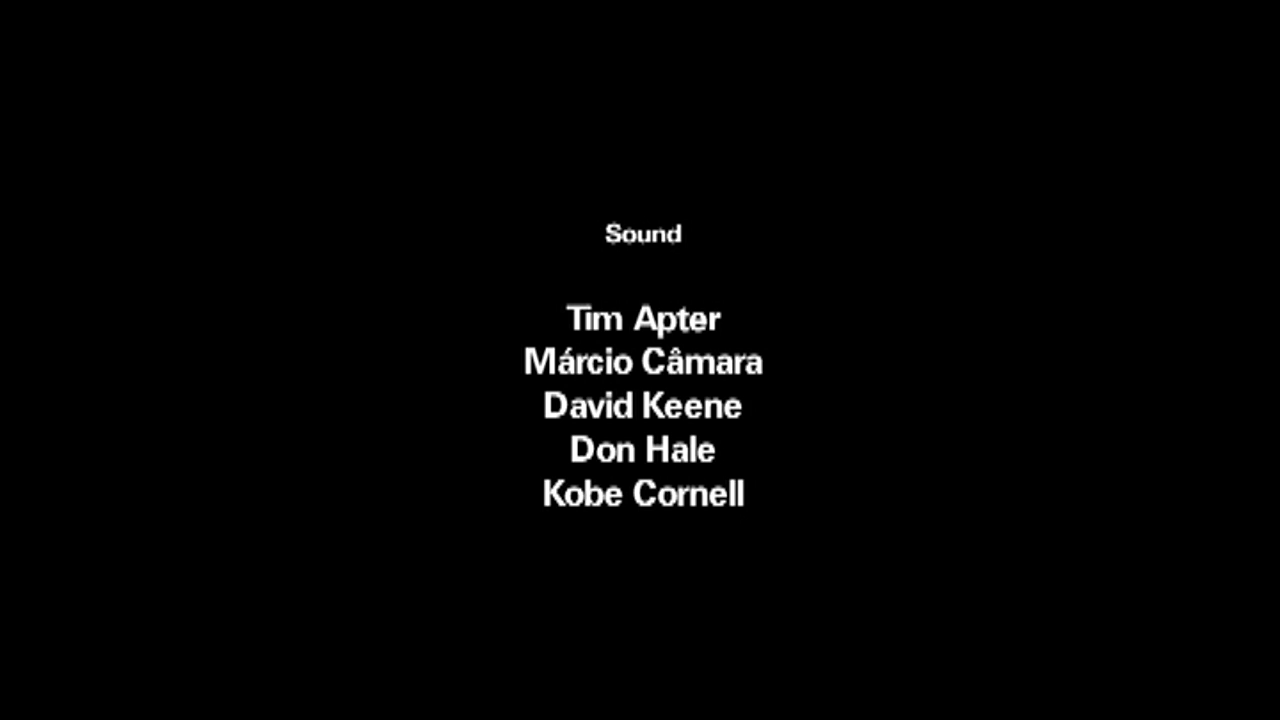 Sound
Tim Apter
Márcio Câmara
David Keene
Don Hale
Kobe Cornell